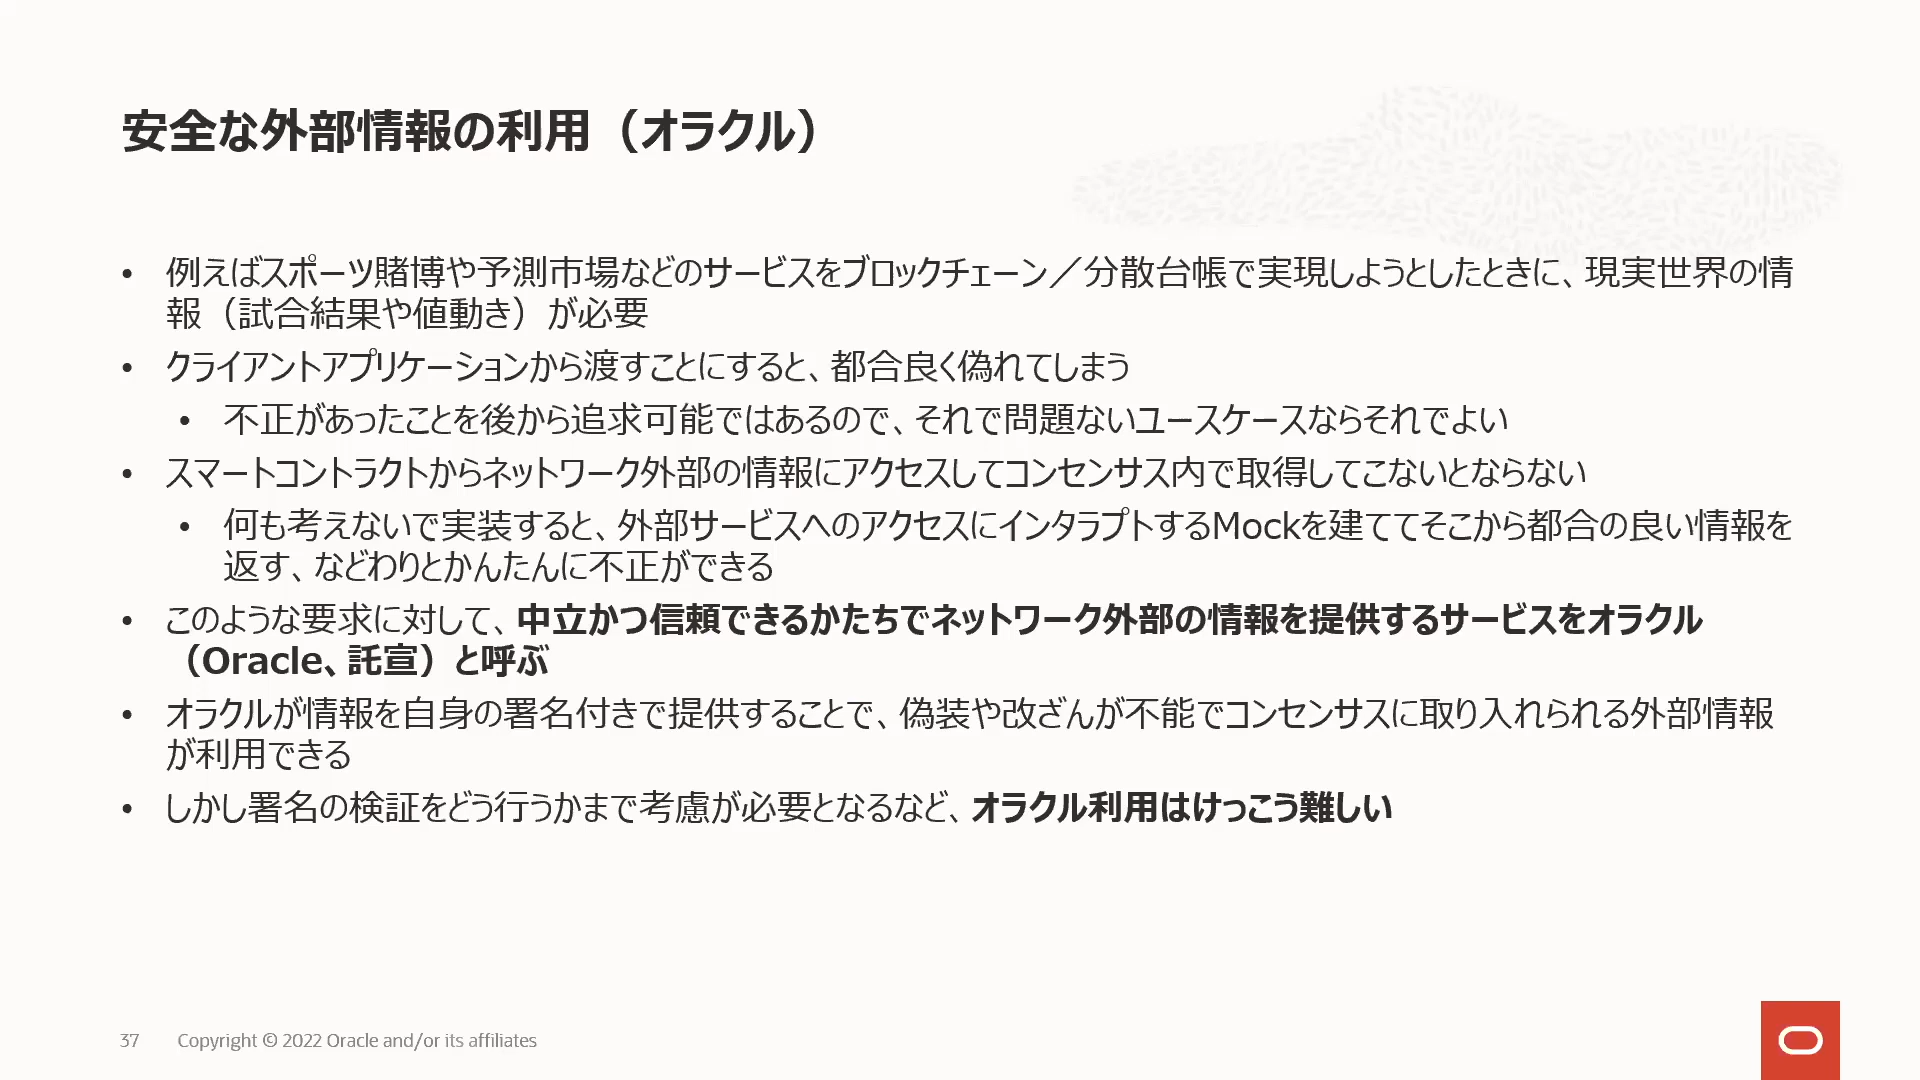 安全な外部情報の利用（オラクル）
• 例えばスポーツ賭博や予測市場などのサービスをブロックチェーン／分散台帳で実現しようとしたときに、現実世界の情
報（試合結果や値動き）が必要
• クライアントアプリケーションから渡すことにすると、都合良く偽れてしまう
• 不正があったことを後から追求可能ではあるので、それで問題ないユースケースならそれでよい
• スマートコントラクトからネットワーク外部の情報にアクセスしてコンセンサス内で取得してこないとならない
• 何も考えないで実装すると、外部サービスへのアクセスにインタラプトするMockを建ててそこから都合の良い情報を
返す、などわりとかんたんに不正ができる
• このような要求に対して、中立かつ信頼できるかたちでネットワーク外部の情報を提供するサービスをオラクル
（Oracle、託宣）と呼ぶ
• オラクルが情報を自身の署名付きで提供することで、偽装や改ざんが不能でコンセンサスに取り入れられる外部情報
が利用できる
• しかし署名の検証をどう行うかまで考慮が必要となるなど、オラクル利用はけっこう難しい
37 Copyright © 2022 Oracle and/or its affiliates